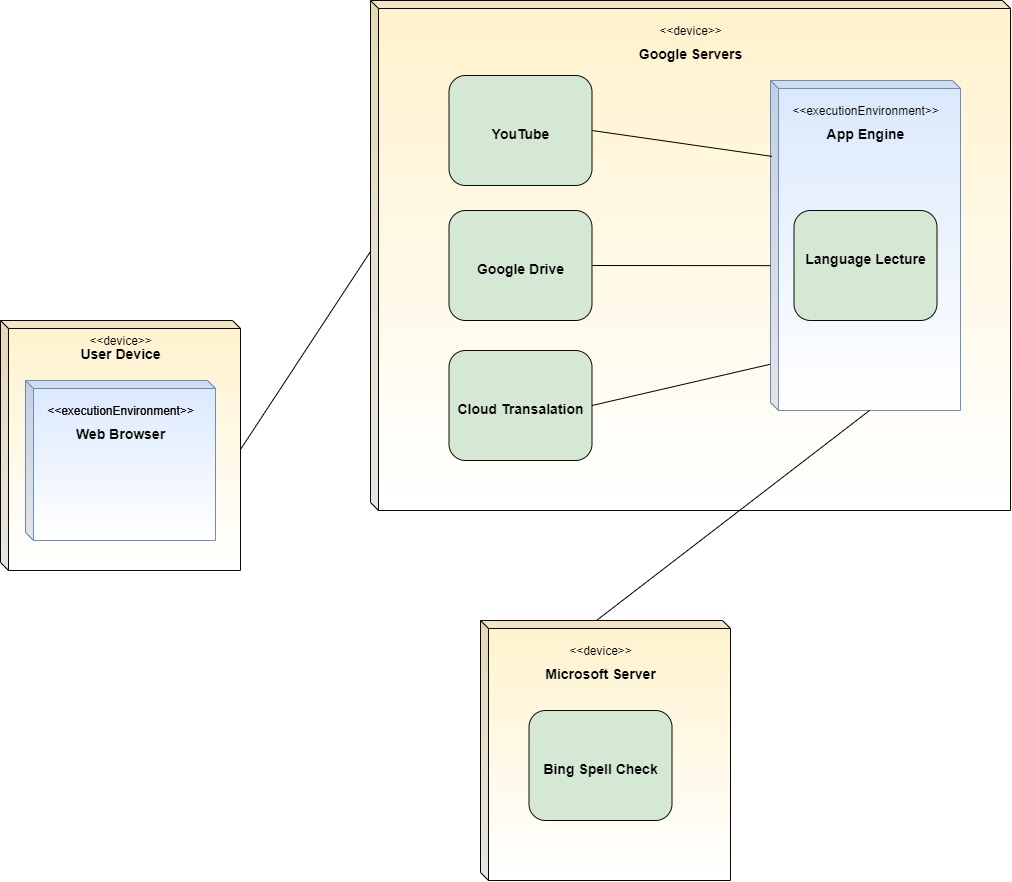 <<device>>
Google Servers
YouTube
<<executionEnvironment>>
App Engine
Google Drive
Language Lecture
Cloud Transalation
<<device>>
User Device
<<executionEnvironment>>
Web Browser
<<device>>
Microsoft Server
Bing Spell Check